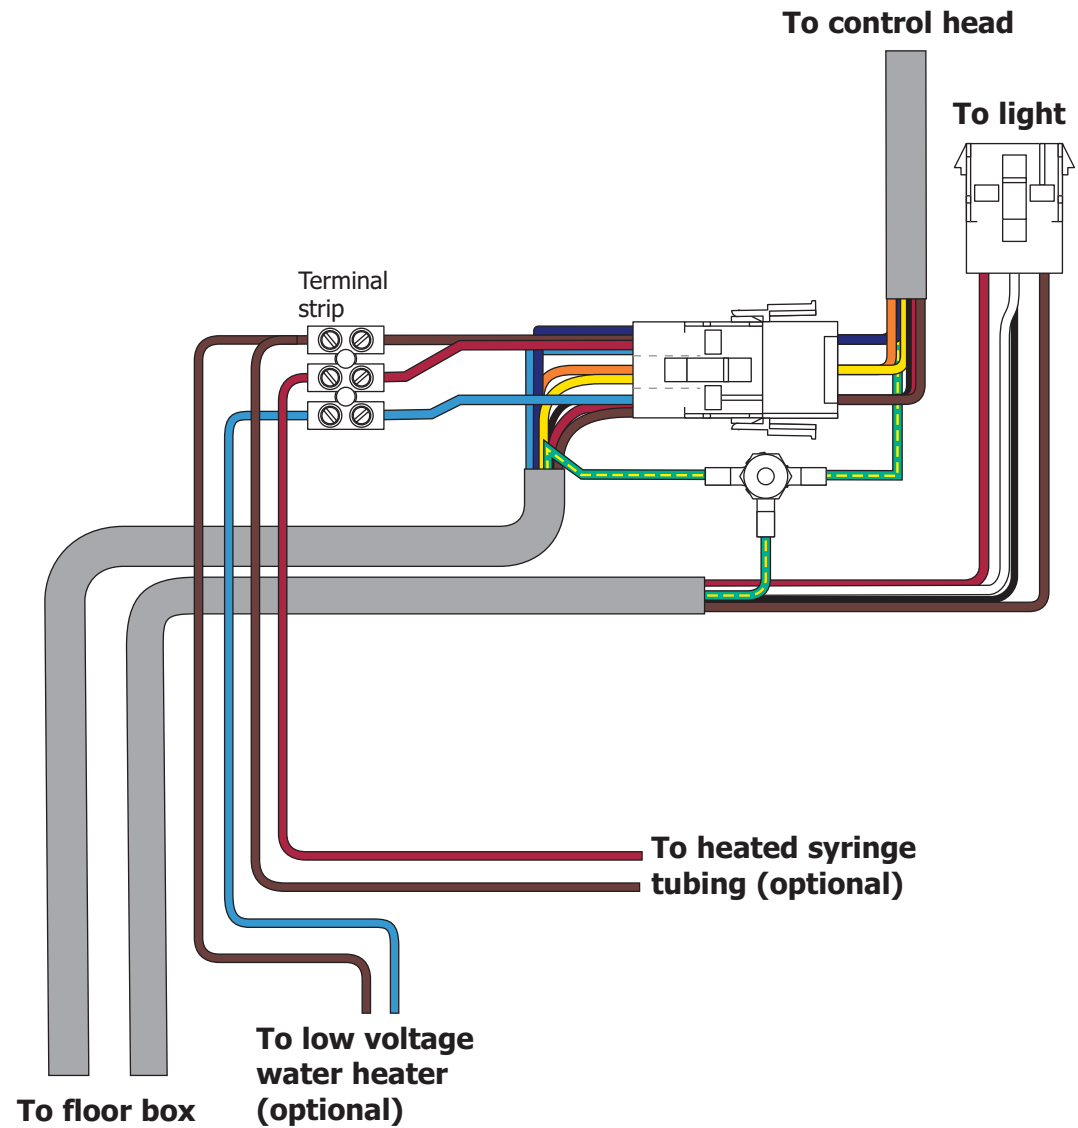 To control head
To light
Terminal
strip
To heated syringe
tubing (optional)
To low voltage
water heater
(optional)
To floor box